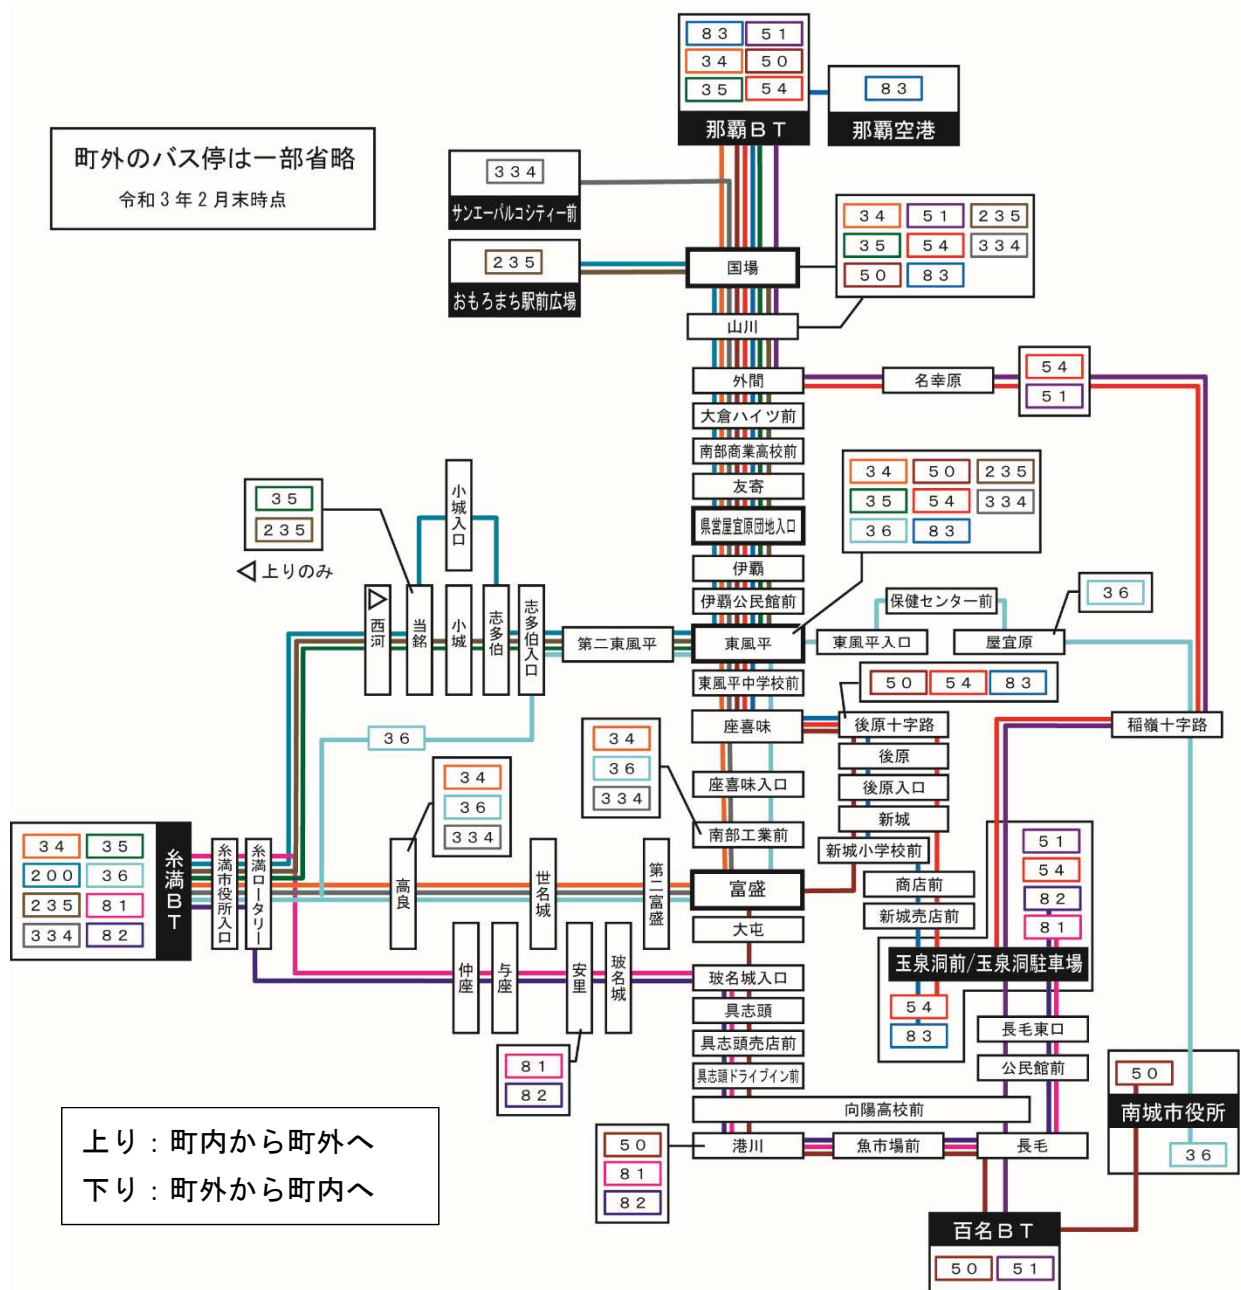 83 51
34 50
35 54
那覇BT
83
那覇空港
町外のバス停は一部省略
令和3年2月末時点
334
サンエーパルコシティー前
235
おもろまち駅前広場
34 51 235
35 54 334
50 83
国場
山川
外間
名幸原
54
51
大倉ハイツ前
南部商業高校前
友寄
県営屋宜原団地入口
伊覇
伊覇公民館前
34 50 235
35 54 334
36 83
35
235
◁上りのみ
小城入口
▷西河
当銘
小城
志多伯
志多伯入口
第二東風平
東風平
東風平入口
保健センター前
屋宜原
36
東風平中学校前
50 54 83
座喜味
後原十字路
稲嶺十字路
36
34
36
334
後原
座喜味入口
後原入口
34
36
334
新城
南部工業前
新城小学校前
34 35
200 36
235 81
334 82
糸満BT
糸満市役所入口
糸満ロータリー
高良
世名城
第二富盛
富盛
商店前
新城売店前
51
54
82
81
大屯
玉泉洞前/玉泉洞駐車場
54
83
仲座
与座
安里
玻名城
玻名城入口
具志頭
具志頭売店前
具志頭ドライブイン前
長毛東口
公民館前
81
82
50
南城市役所
36
向陽高校前
50
81
82
港川
魚市場前
長毛
上り：町内から町外へ
下り：町外から町内へ
百名BT
50 51